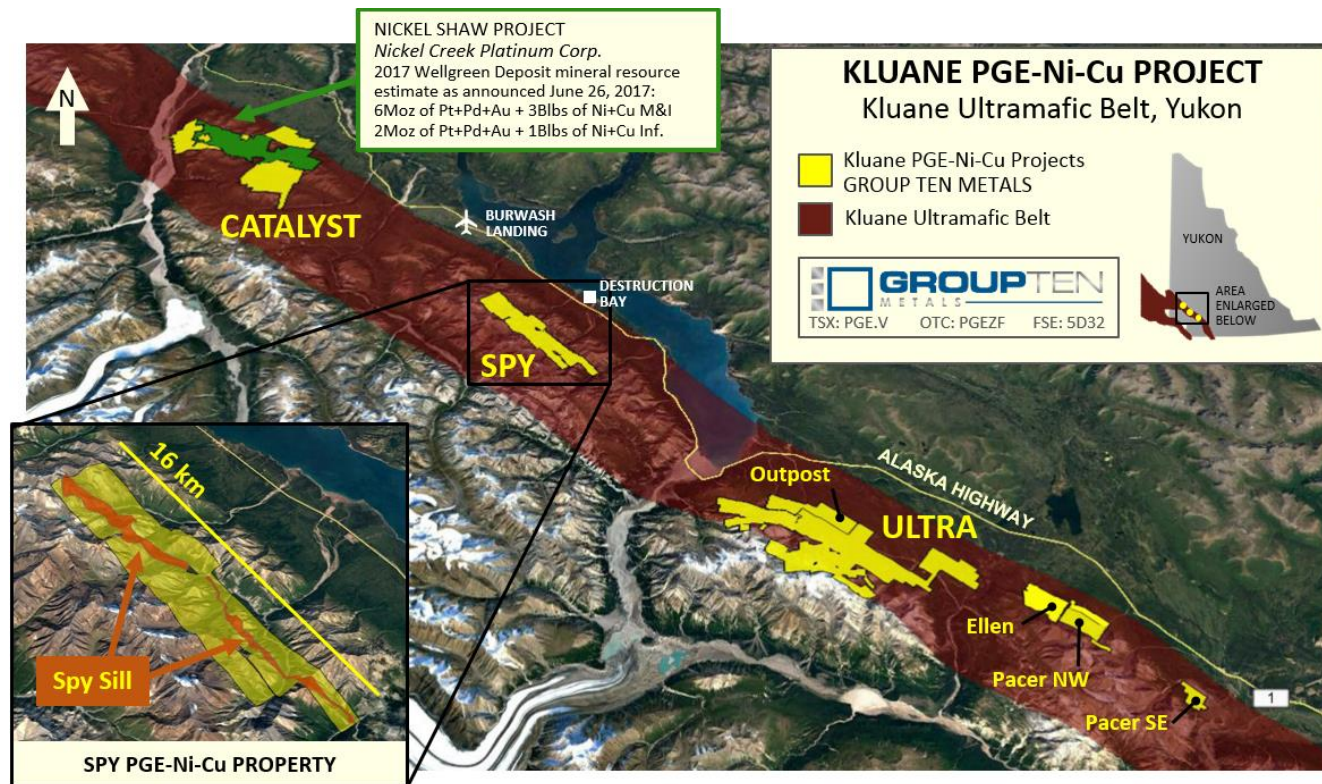 NICKEL SHAW PROJECT
Nickel Creek Platinum Corp.
2017 Wellgreen Deposit mineral resource
estimate as announced June 26, 2017:
6Moz of Pt+Pd+Au + 3Blbs of Ni+Cu M&I
2Moz of Pt+Pd+Au + 1Blbs of Ni+Cu Inf.
KLUANE PGE-Ni-Cu PROJECT
Kluane Ultramafic Belt, Yukon
Kluane PGE-Ni-Cu Projects
GROUP TEN METALS
Kluane Ultramafic Belt
GROUPTEN
METALS
TSX: PGE.V OTC: PGEZF FSE: 5D32
YUKON
AREA
ENLARGED
BELOW
N
CATALYST
BURWASH
LANDING
DESTRUCTION
BAY
SPY
Outpost
ULTRA
ALASKA HIGHWAY
Ellen
Pacer NW
Pacer SE
1
16 km
Spy Sill
SPY PGE-Ni-Cu PROPERTY